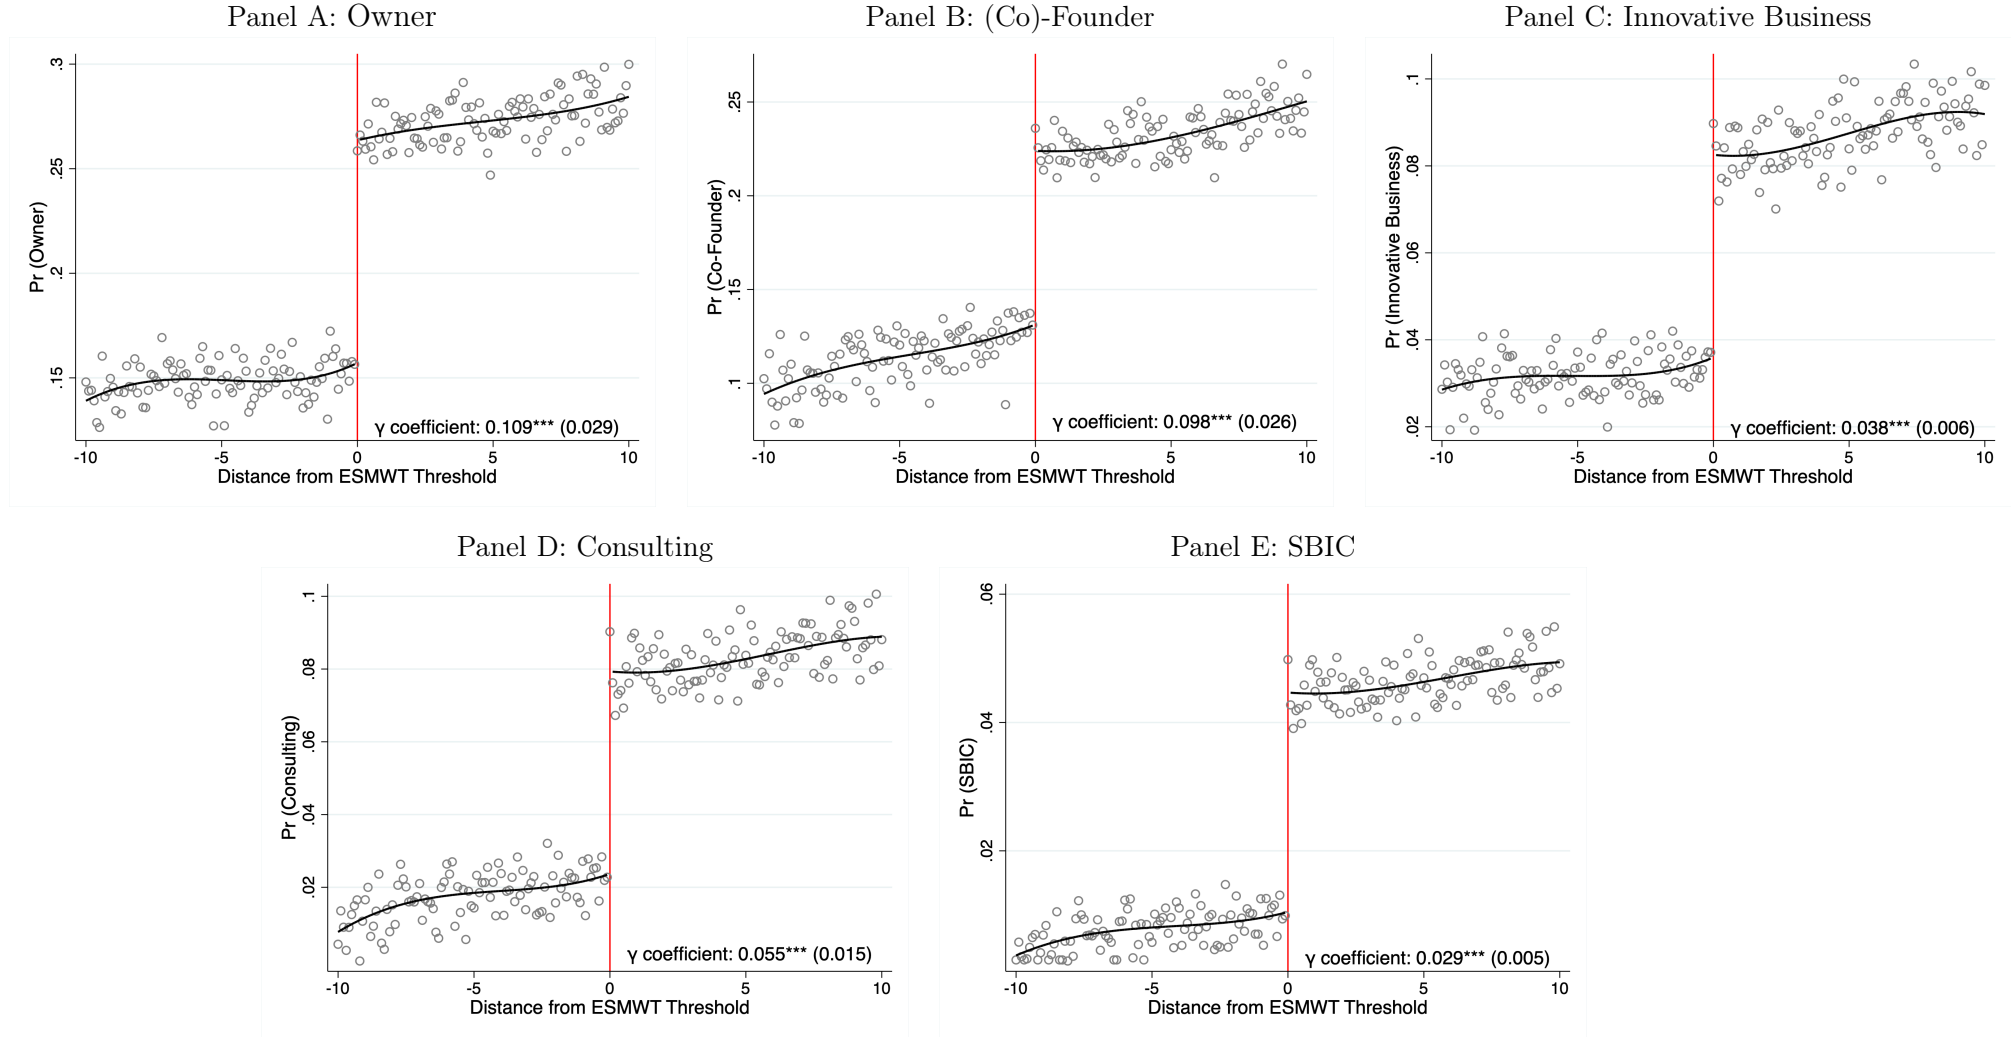 Panel A: Owner
Panel B: (Co)-Founder
Panel C: Innovative Business
Pr (Owner)
.3
.25
.2
.15
γ coefficient: 0.109*** (0.029)
-10 -5 0 5 10
Distance from ESMWT Threshold
Pr (Co-Founder)
.25
.2
.15
.1
γ coefficient: 0.098*** (0.026)
-10 -5 0 5 10
Distance from ESMWT Threshold
Pr (Innovative Business)
.1
.08
.06
.04
.02
γ coefficient: 0.038*** (0.006)
-10 -5 0 5 10
Distance from ESMWT Threshold
Panel D: Consulting
Panel E: SBIC
Pr (Consulting)
.1
.08
.06
.04
.02
γ coefficient: 0.055*** (0.015)
-10 -5 0 5 10
Distance from ESMWT Threshold
Pr (SBIC)
.06
.04
.02
γ coefficient: 0.029*** (0.005)
-10 -5 0 5 10
Distance from ESMWT Threshold